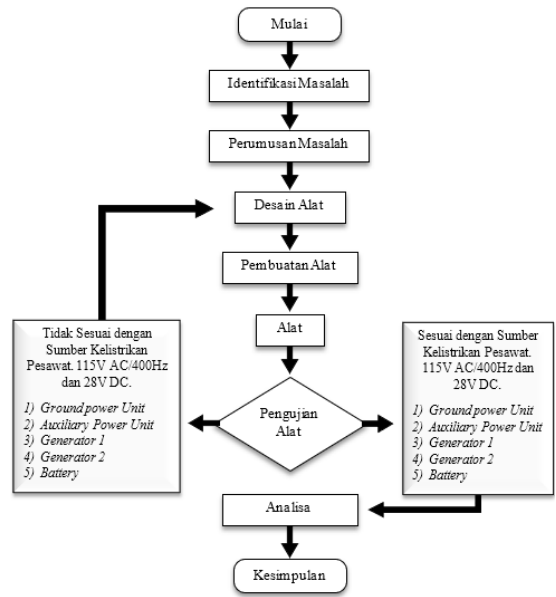 Mulai
Identifikasi Masalah
Perumusan Masalah
Desain Alat
Pembuatan Alat
Alat
Tidak Sesuai dengan
Sumber Kelistrikan
Pesawat. 115V AC/400Hz
dan 28V DC.
1) Ground power Unit
2) Auxiliary Power Unit
3) Generator 1
4) Generator 2
5) Battery
Pengujian
Alat
Sesuai dengan Sumber
Kelistrikan Pesawat.
115V AC/400Hz dan
28V DC.
1) Ground power Unit
2) Auxiliary Power Unit
3) Generator 1
4) Generator 2
5) Battery
Analisa
Kesimpulan